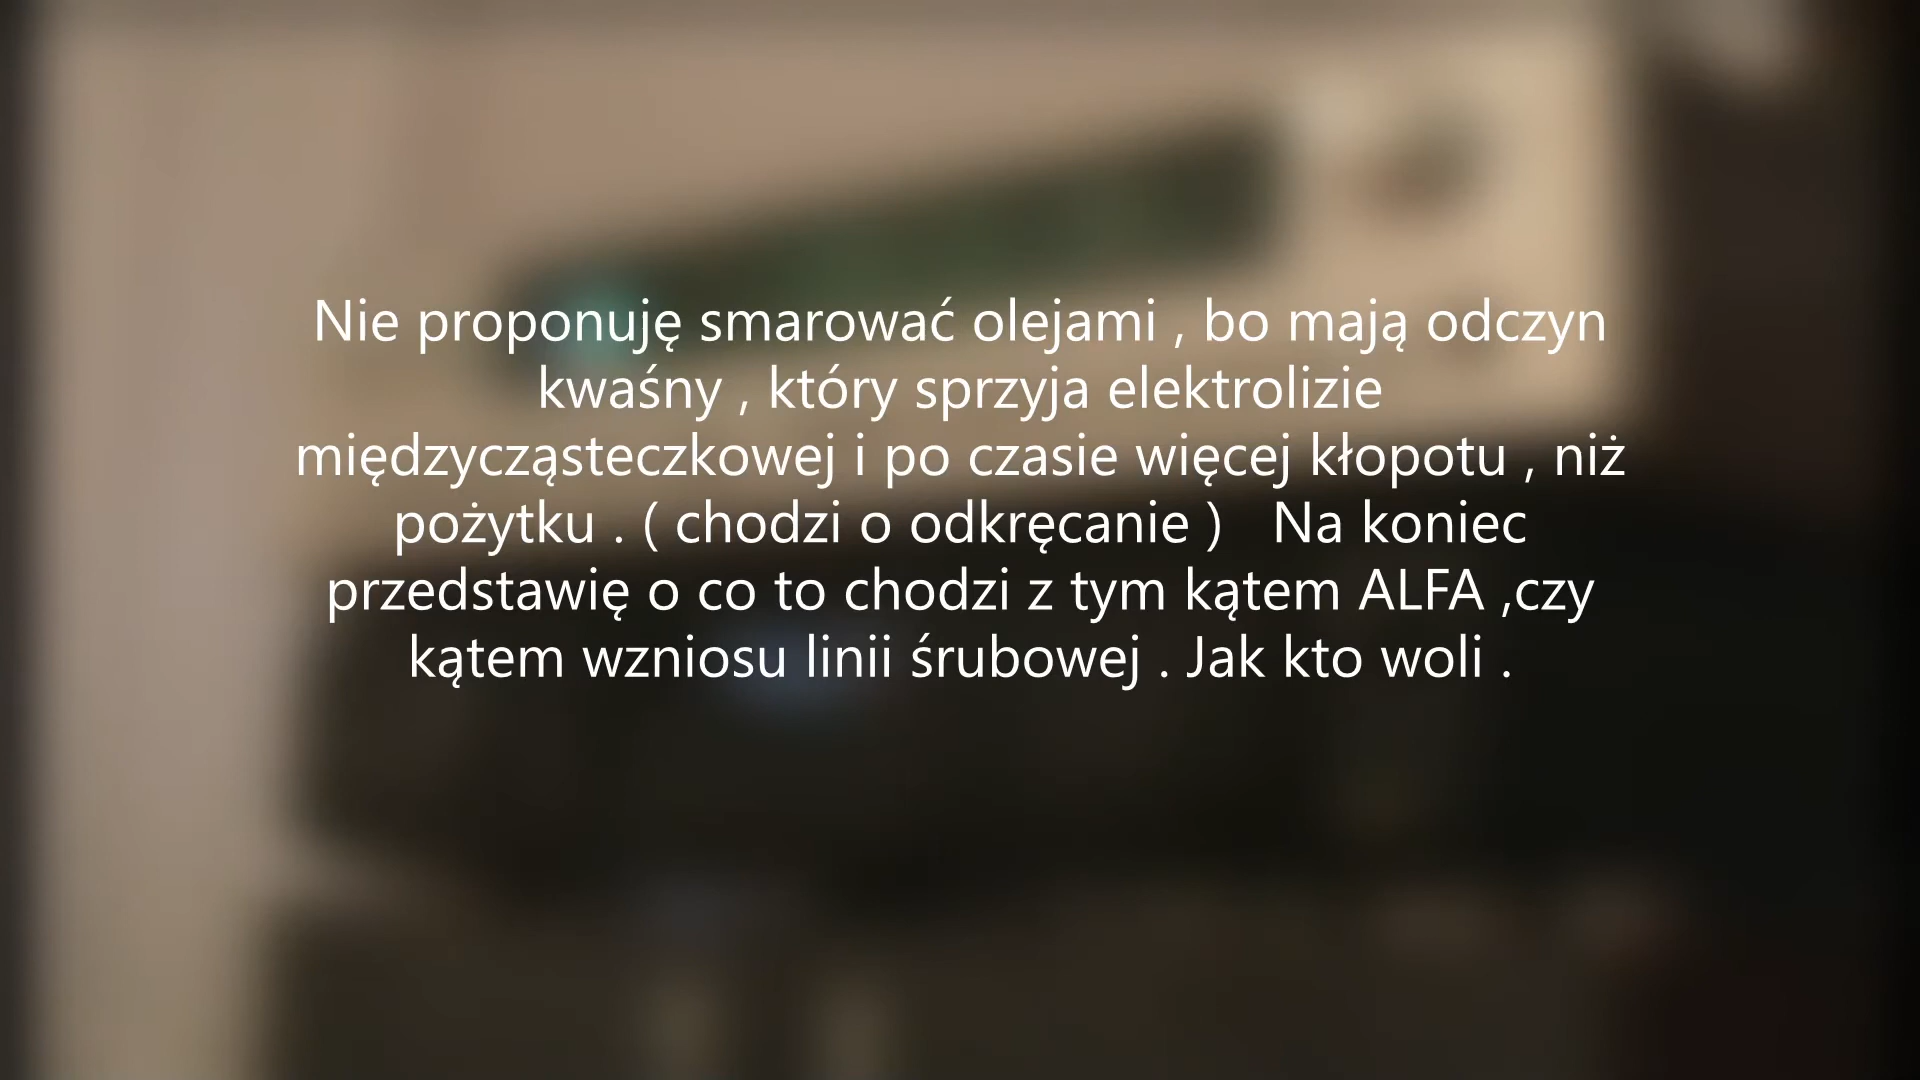 Nie proponuję smarować olejami , bo mają odczyn
kwaśny , który sprzyja elektrolizie
międzycząsteczkowej i po czasie więcej kłopotu , niż
pożytku . ( chodzi o odkręcanie )   Na koniec
przedstawię o co to chodzi z tym kątem ALFA ,czy
kątem wzniosu linii śrubowej . Jak kto woli .